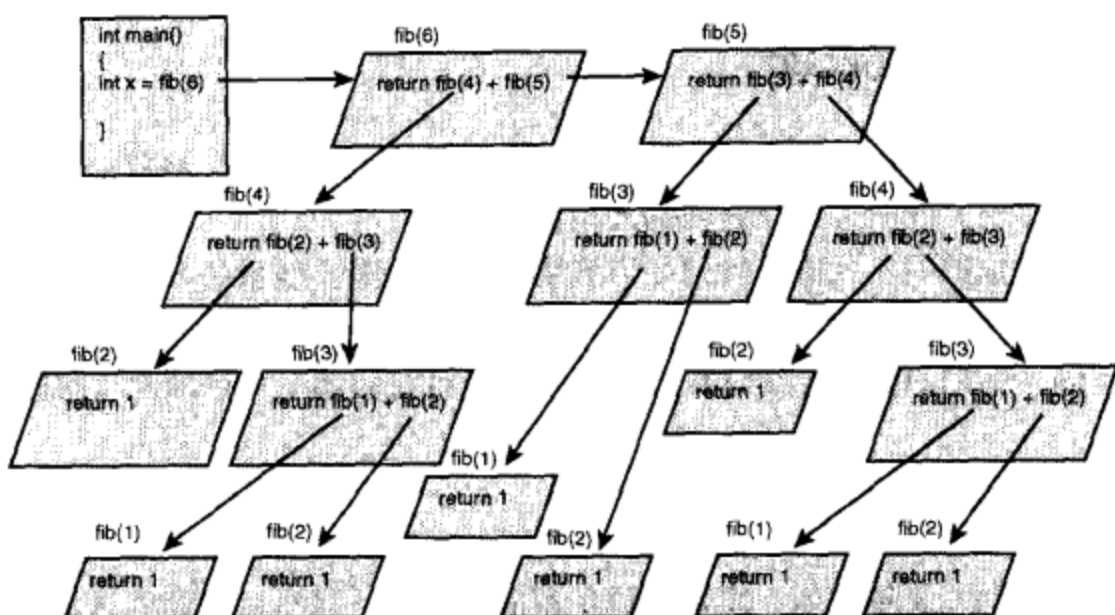 int main()
{
int x = fib(6)
}
fib(6)
return fib(4) + fib(5)
fib(5)
return fib(3) + fib(4)
fib(4)
return fib(2) + fib(3)
fib(3)
return fib(1) + fib(2)
fib(4)
return fib(2) + fib(3)
fib(2)
return 1
fib(3)
return fib(1) + fib(2)
fib(2)
return 1
fib(3)
return fib(1) + fib(2)
fib(1)
return 1
fib(1)
return 1
fib(2)
return 1
fib(2)
return 1
fib(1)
return 1
fib(2)
return 1